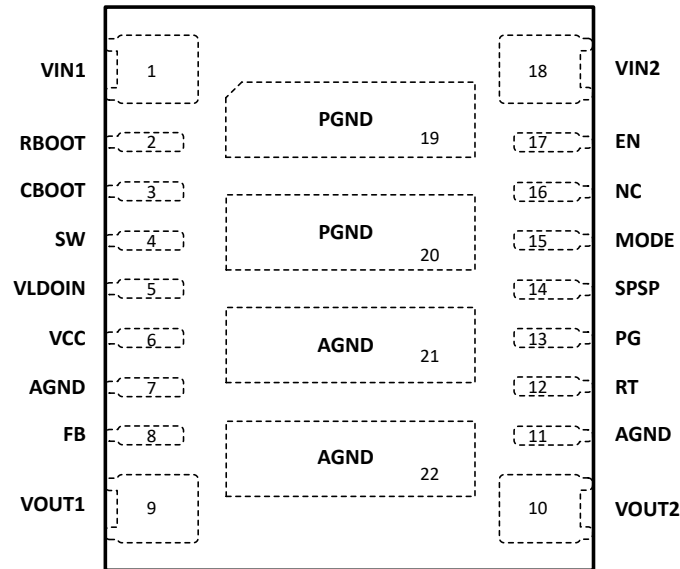 VIN1 1 18 VIN2
PGND 19
RBOOT 2 17 EN
CBOOT 3 16 NC
SW 4 PGND 20 15 MODE
VLDOIN 5 14 SPSP
VCC 6 AGND 21 13 PG
AGND 7 12 RT
FB 8 11 AGND
AGND 22
VOUT1 9 10 VOUT2